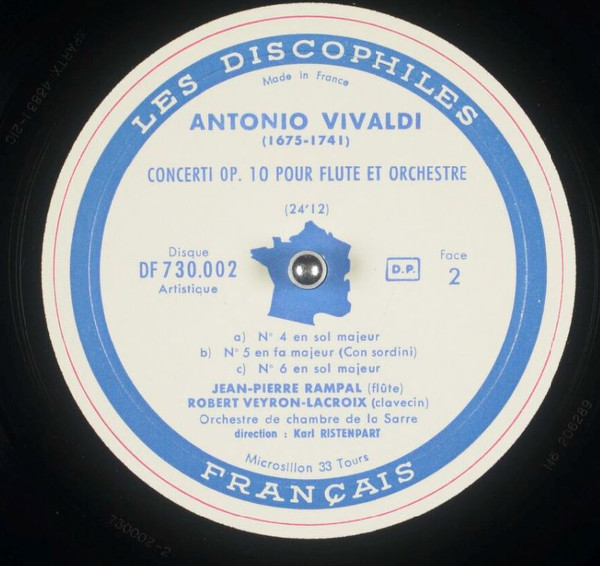 LES DISCOPHILES
Made in France
ANTONIO VIVALDI
(1675-1741)
CONCERTI OP. 10 POUR FLUTE ET ORCHESTRE
(24'12)
Disque
DF 730.002
Artistique
D.P.
Face
2
a) N° 4 en sol majeur
b) N° 5 en fa majeur (Con sordini)
c) N° 6 en sol majeur
JEAN-PIERRE RAMPAL (flûte)
ROBERT VEYRON-LACROIX (clavecin)
Orchestre de chambre de la Sarre
direction : Karl RISTENPART
Microsillon 33 Tours
FRANÇAIS
730002-2